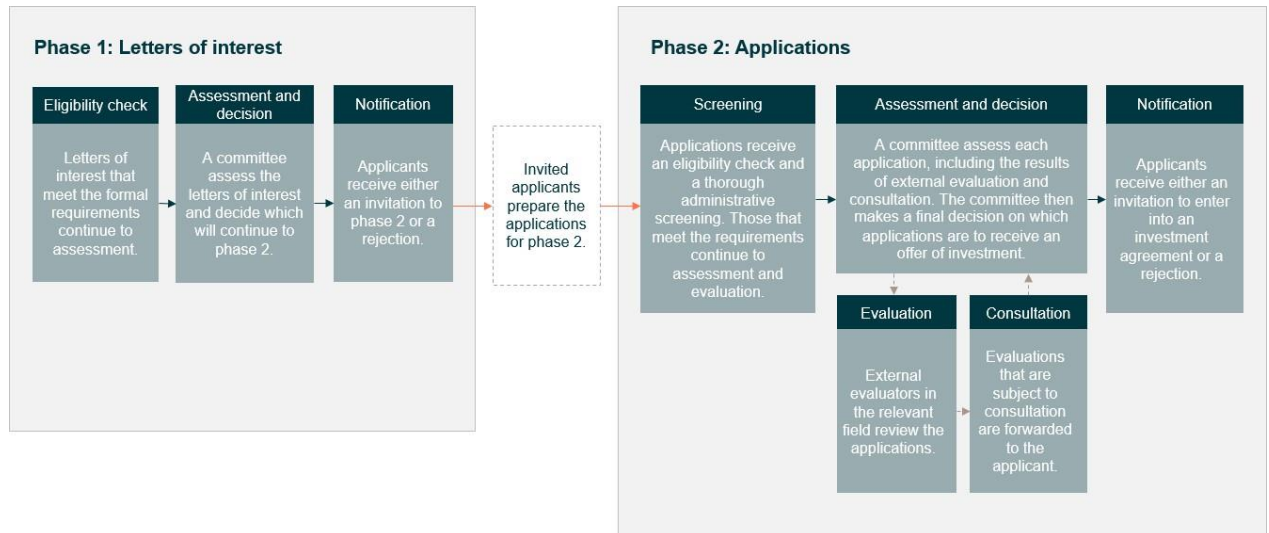 Phase 1: Letters of interest
Eligibility check
Letters of
interest that
meet the formal
requirements
continue to
assessment.
Assessment and
decision
A committee
assess the
letters of interest
and decide which
will continue to
phase 2.
Notification
Applicants
receive either
an invitation to
phase 2 or a
rejection.
Invited
applicants
prepare the
applications
for phase 2.
Phase 2: Applications
Screening
Applications receive
an eligibility check and
a thorough
administrative
screening. Those that
meet the requirements
continue to
assessment and
evaluation.
Assessment and decision
A committee assess each
application, including the results
of external evaluation and
consultation. The committee then
makes a final decision on which
applications are to receive an
offer of investment.
Evaluation
External
evaluators in
the relevant
field review the
applications.
Consultation
Evaluations
that are
subject to
consultation
are forwarded
to the
applicant.
Notification
Applicants
receive either an
invitation to enter
into an
investment
agreement or a
rejection.